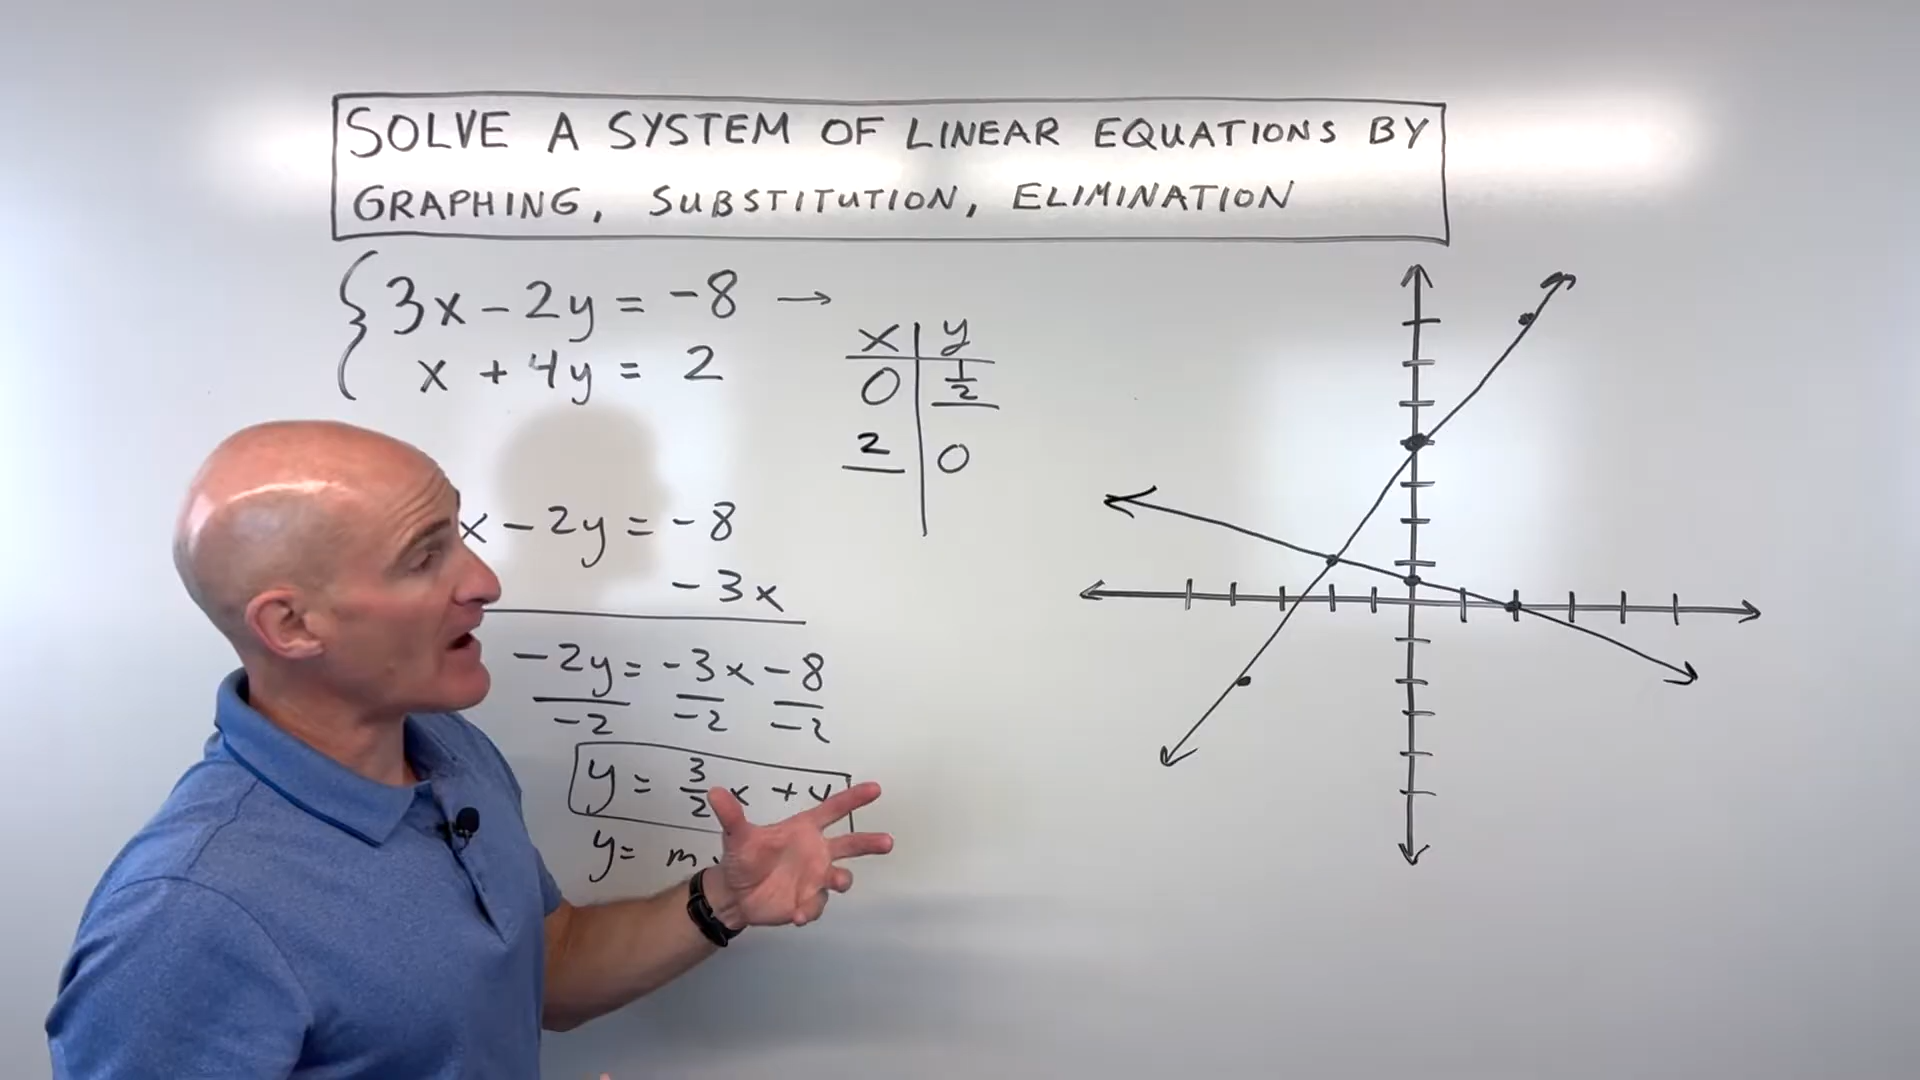 SOLVE A SYSTEM OF LINEAR EQUATIONS BY
GRAPHING, SUBSTITUTION, ELIMINATION
3x - 2y = -8 →
x + 4y = 2
x | y
0 | 1/2
2 | 0
x - 2y = -8
-3x
-2y = -3x - 8
-2 -2 -2
y = 3/2 x + 4
y = m